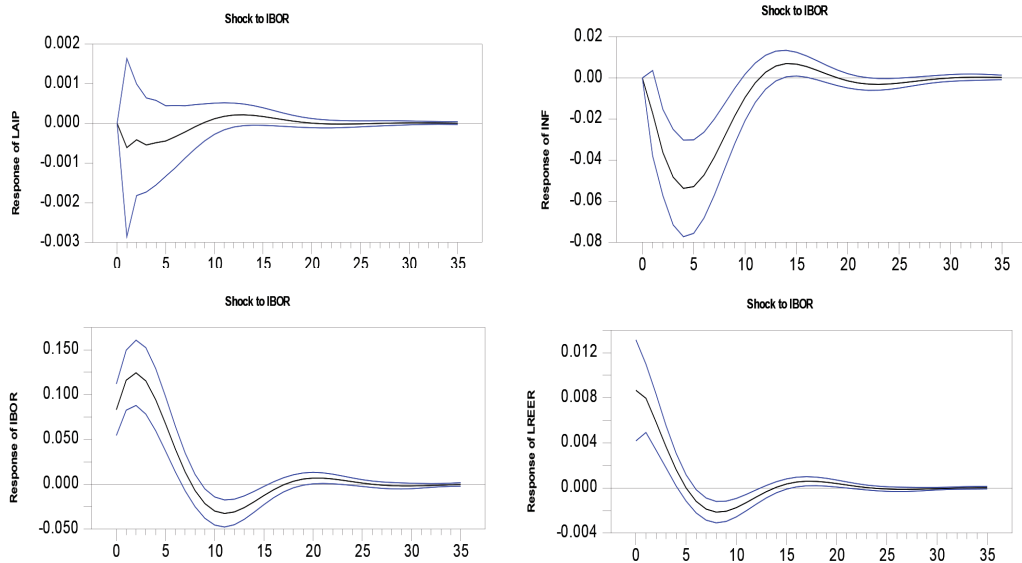 Shock to IBOR
Response of LAIP
0.002
0.001
0.000
-0.001
-0.002
-0.003
0 5 10 15 20 25 30 35
Shock to IBOR
Response of INF
0.02
0.00
-0.02
-0.04
-0.06
-0.08
0 5 10 15 20 25 30 35
Shock to IBOR
Response of IBOR
0.150
0.100
0.050
0.000
-0.050
0 5 10 15 20 25 30 35
Shock to IBOR
Response of LREER
0.012
0.008
0.004
0.000
-0.004
0 5 10 15 20 25 30 35